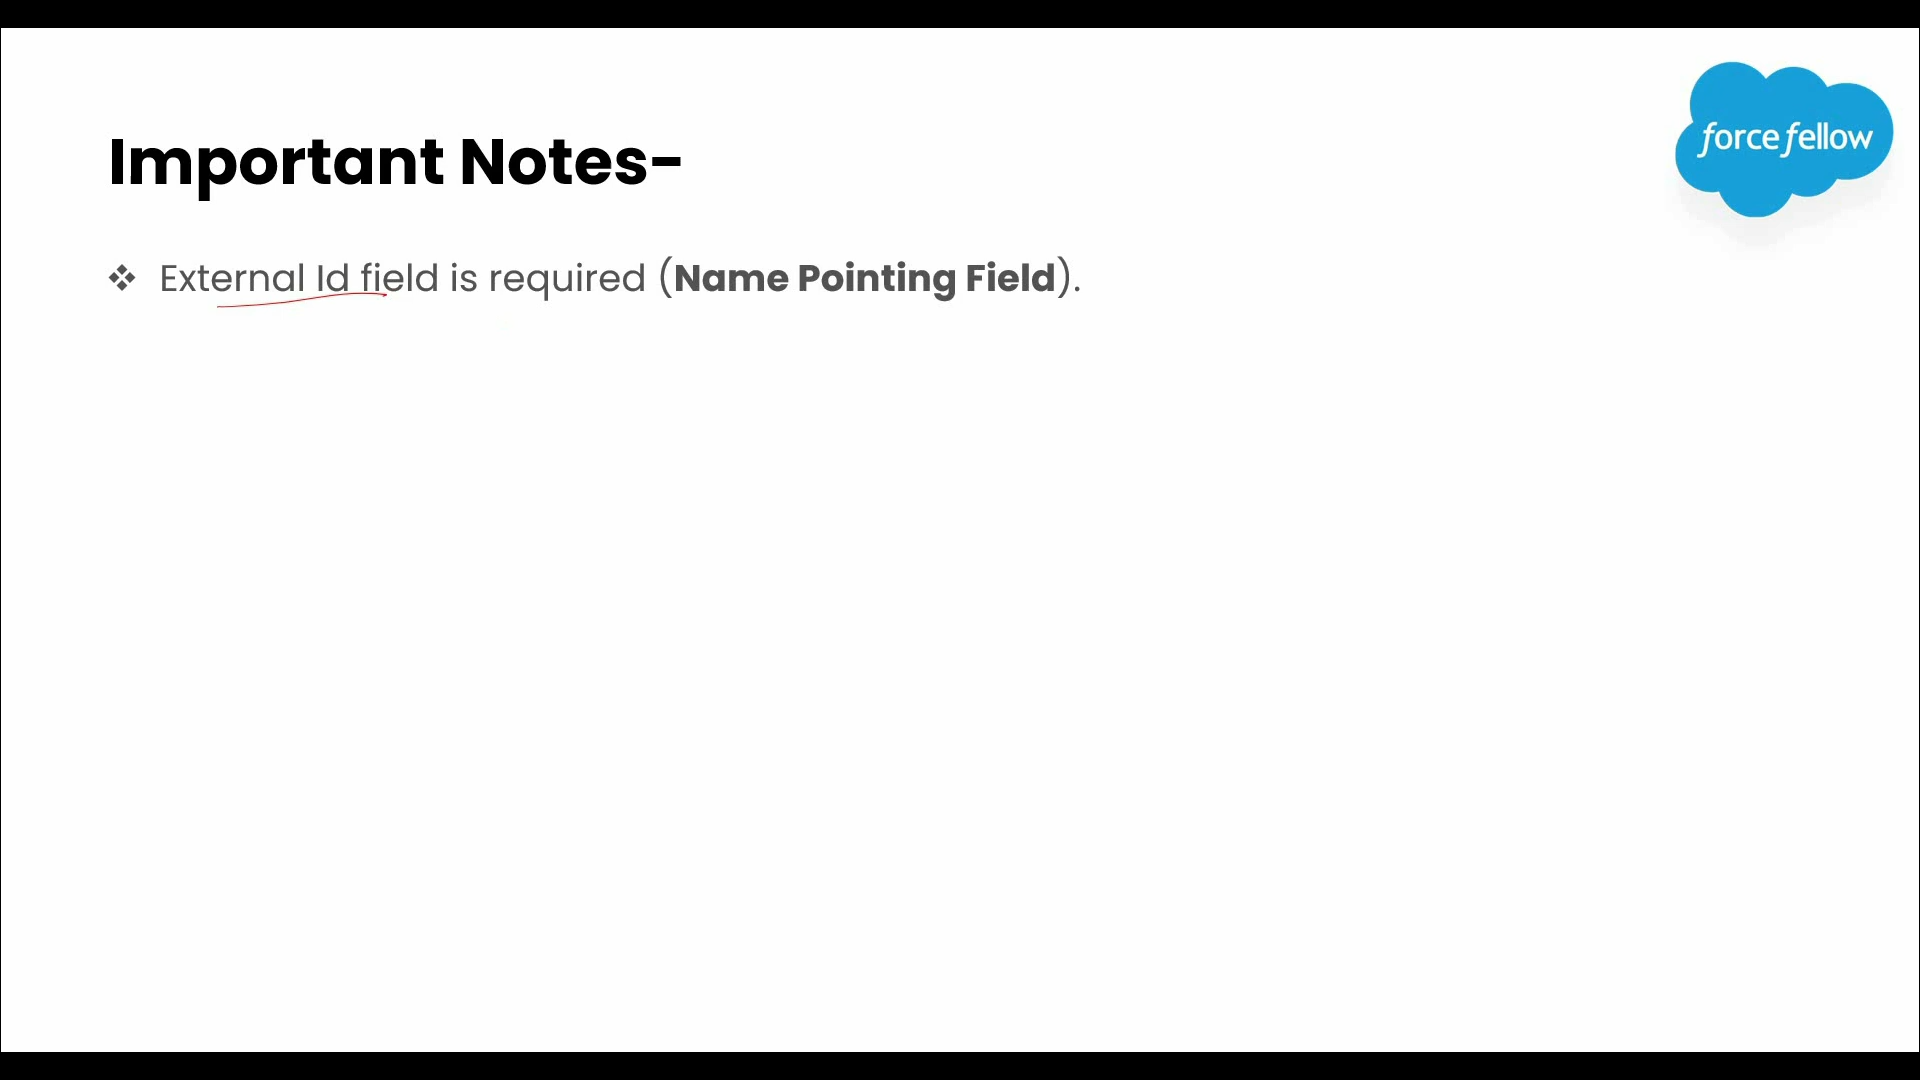 force fellow
Important Notes-
❖ External Id field is required (Name Pointing Field).